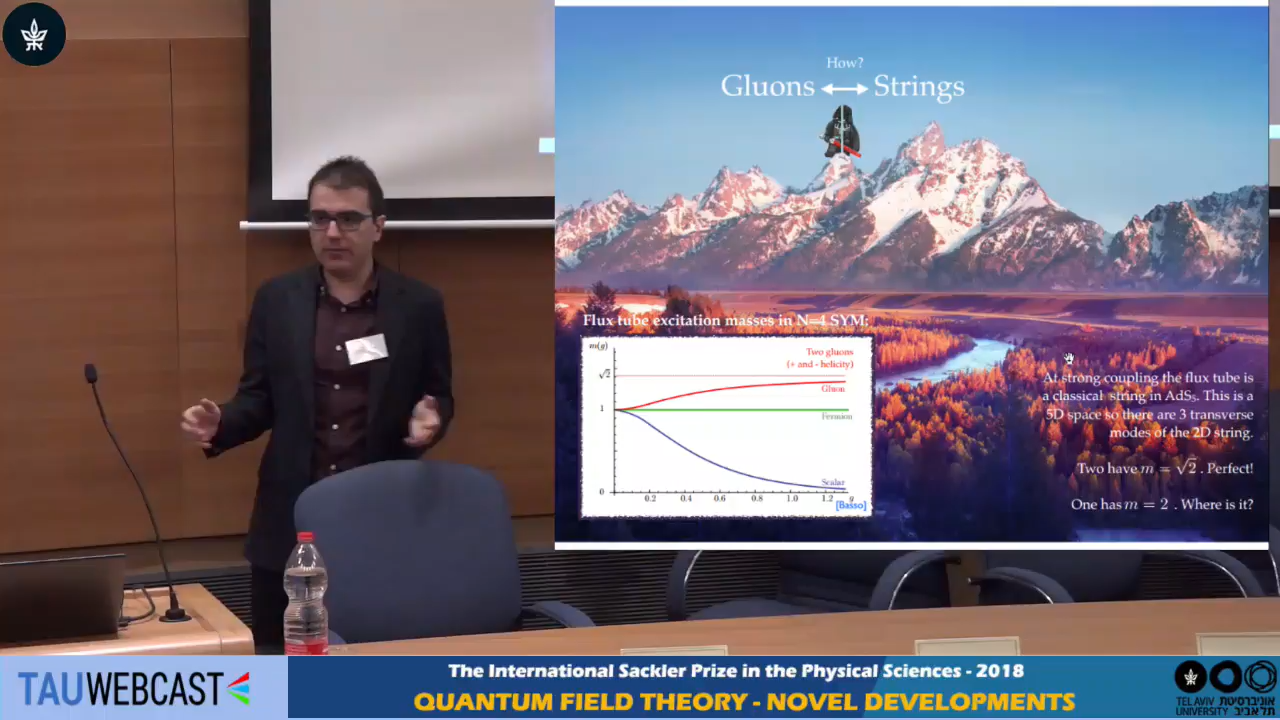 How?
Gluons ↔ Strings
Flux tube excitation masses in N=4 SYM:
m(g)
√2
1
0
0.2 0.4 0.6 0.8 1.0 1.2 g
Two gluons
(+ and - helicity)
Gluon
Fermion
Scalar
[Basso]
At strong coupling the flux tube is
a classical string in AdS₅. This is a
5D space so there are 3 transverse
modes of the 2D string.
Two have m = √2 . Perfect!
One has m = 2 . Where is it?
TAUWEBCAST
The International Sackler Prize in the Physical Sciences - 2018
QUANTUM FIELD THEORY - NOVEL DEVELOPMENTS
TEL AVIV אוניברסיטת
UNIVERSITY תל אביב